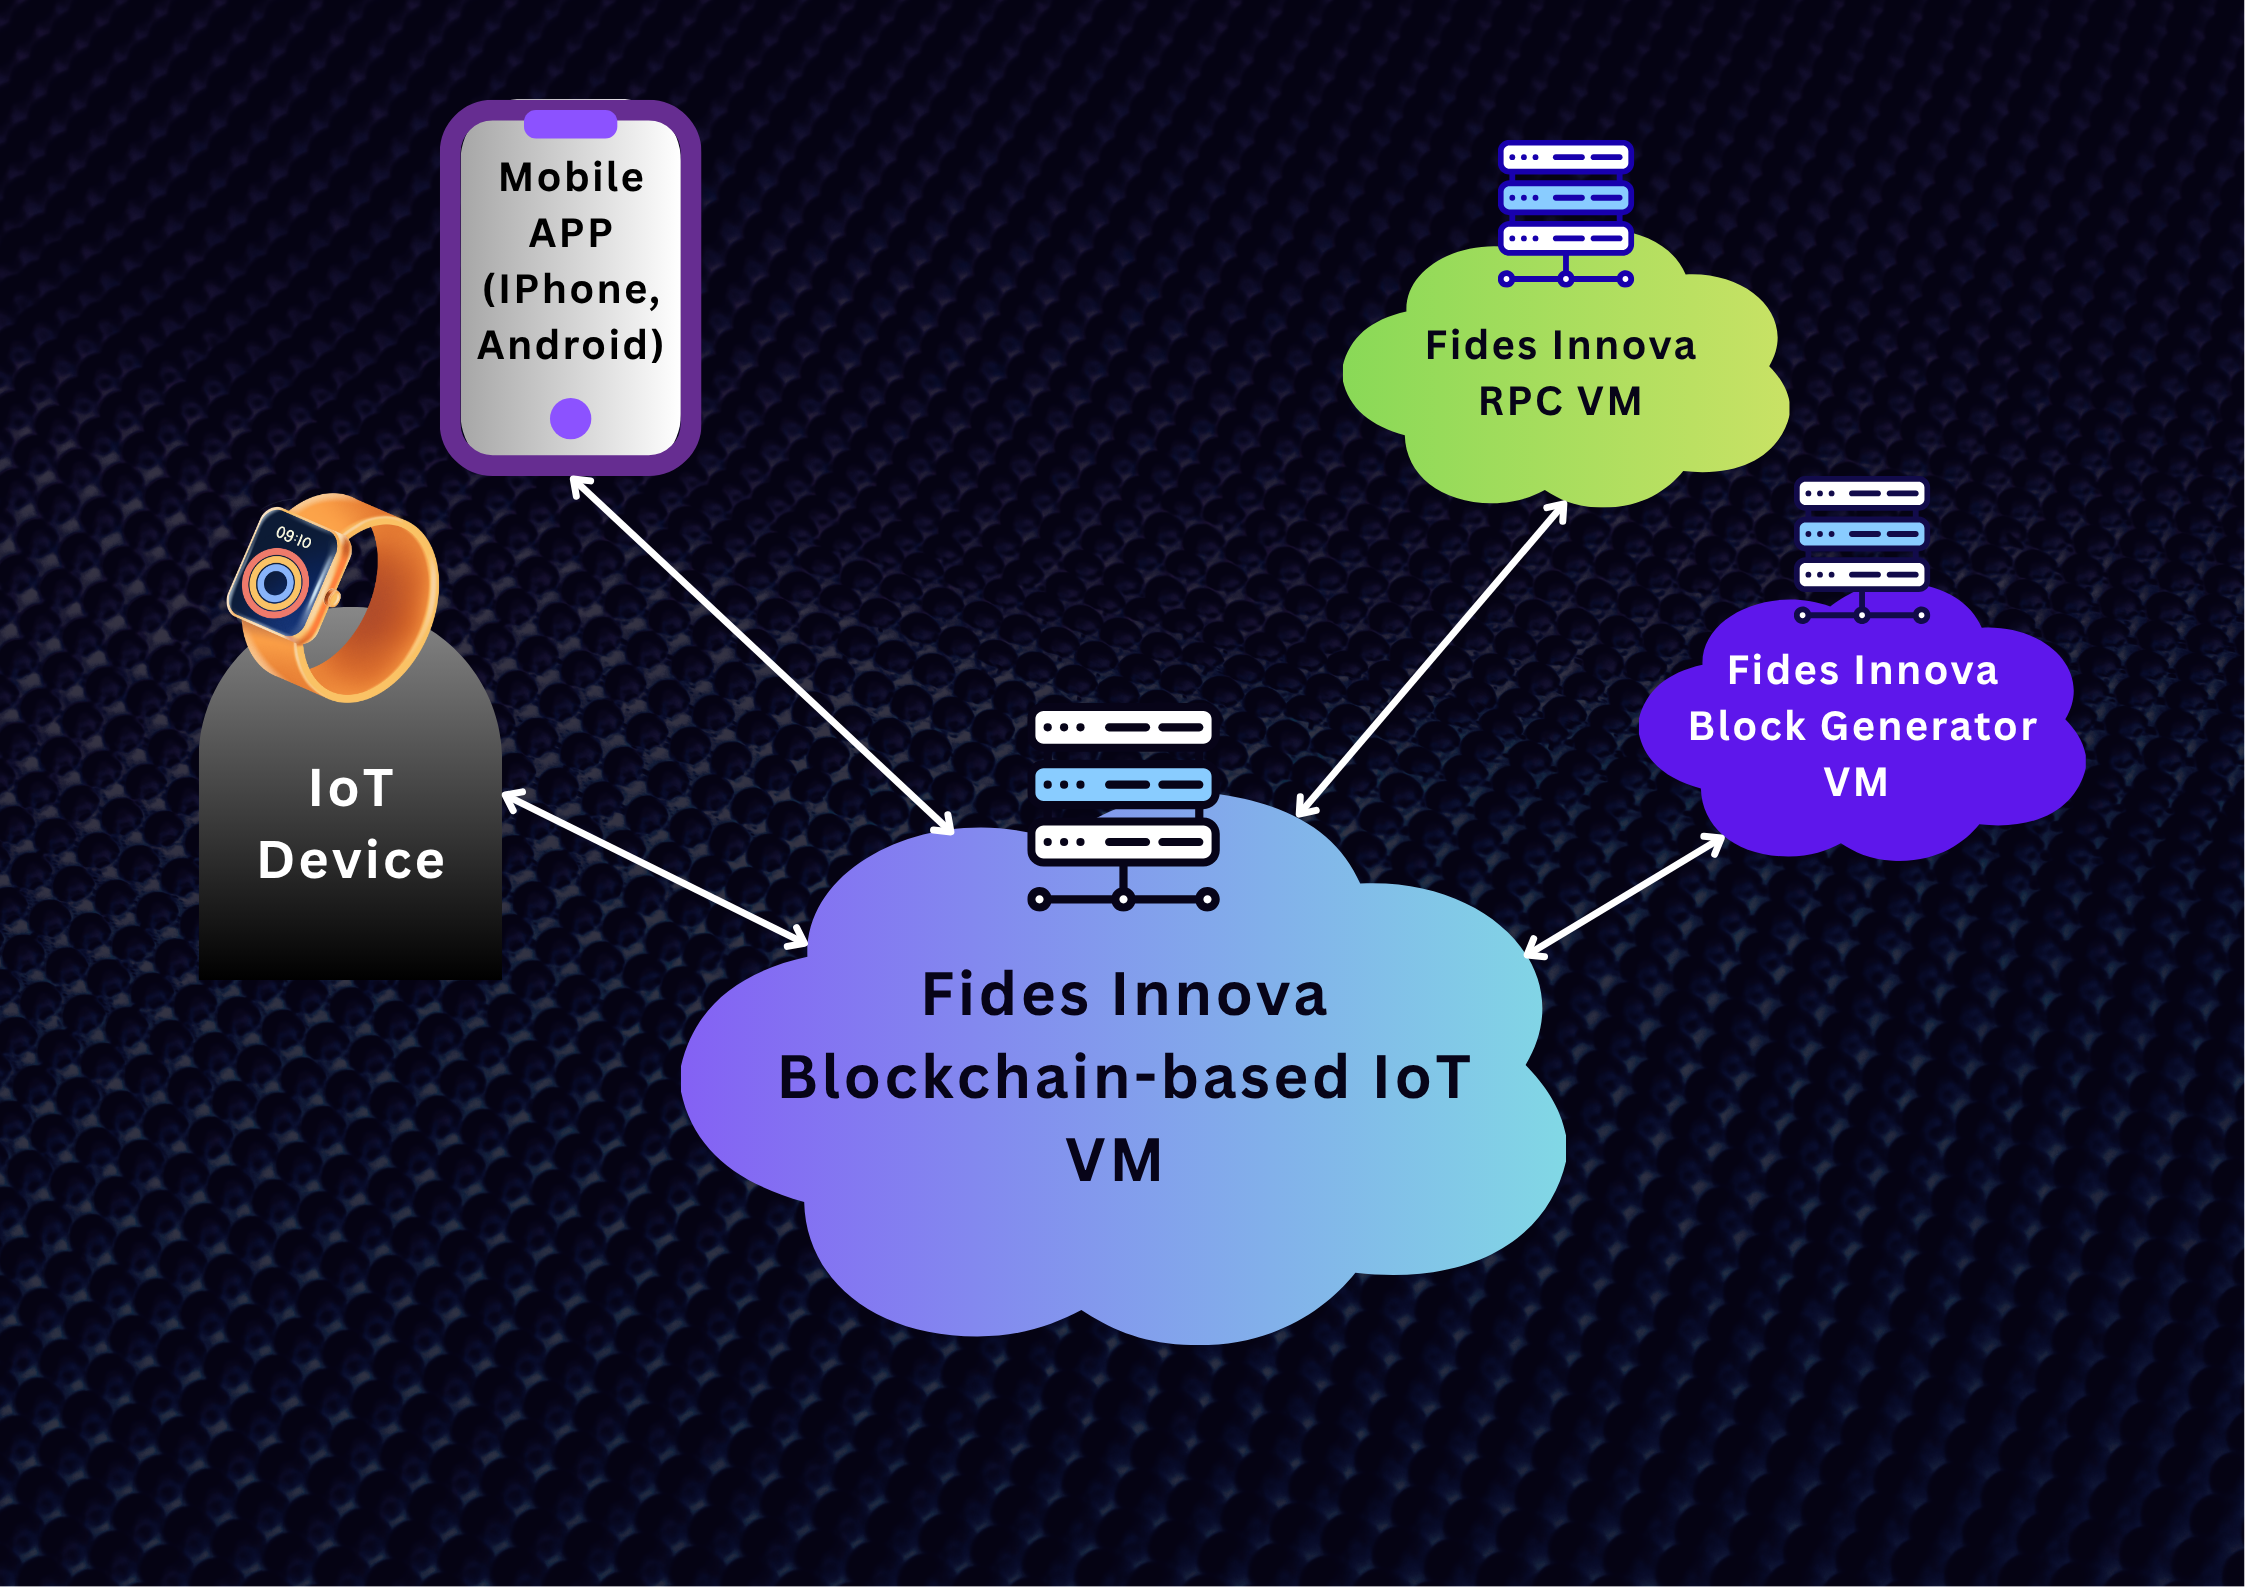 Mobile
APP
(IPhone,
Android)
Fides Innova
RPC VM
09:10
IoT
Device
Fides Innova
Block Generator
VM
Fides Innova
Blockchain-based IoT
VM